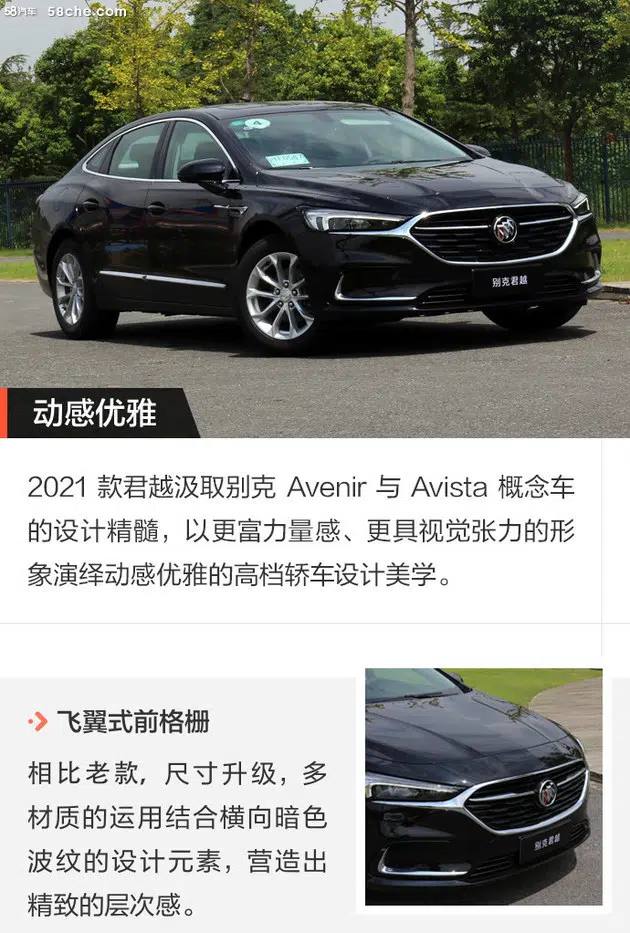 58汽车 58che.com
4
别克君越
动感优雅
2021 款君越汲取别克 Avenir 与 Avista 概念车
的设计精髓，以更富力量感、更具视觉张力的形
象演绎动感优雅的高档轿车设计美学。
飞翼式前格栅
相比老款，尺寸升级，多
材质的运用结合横向暗色
波纹的设计元素，营造出
精致的层次感。
别克君越